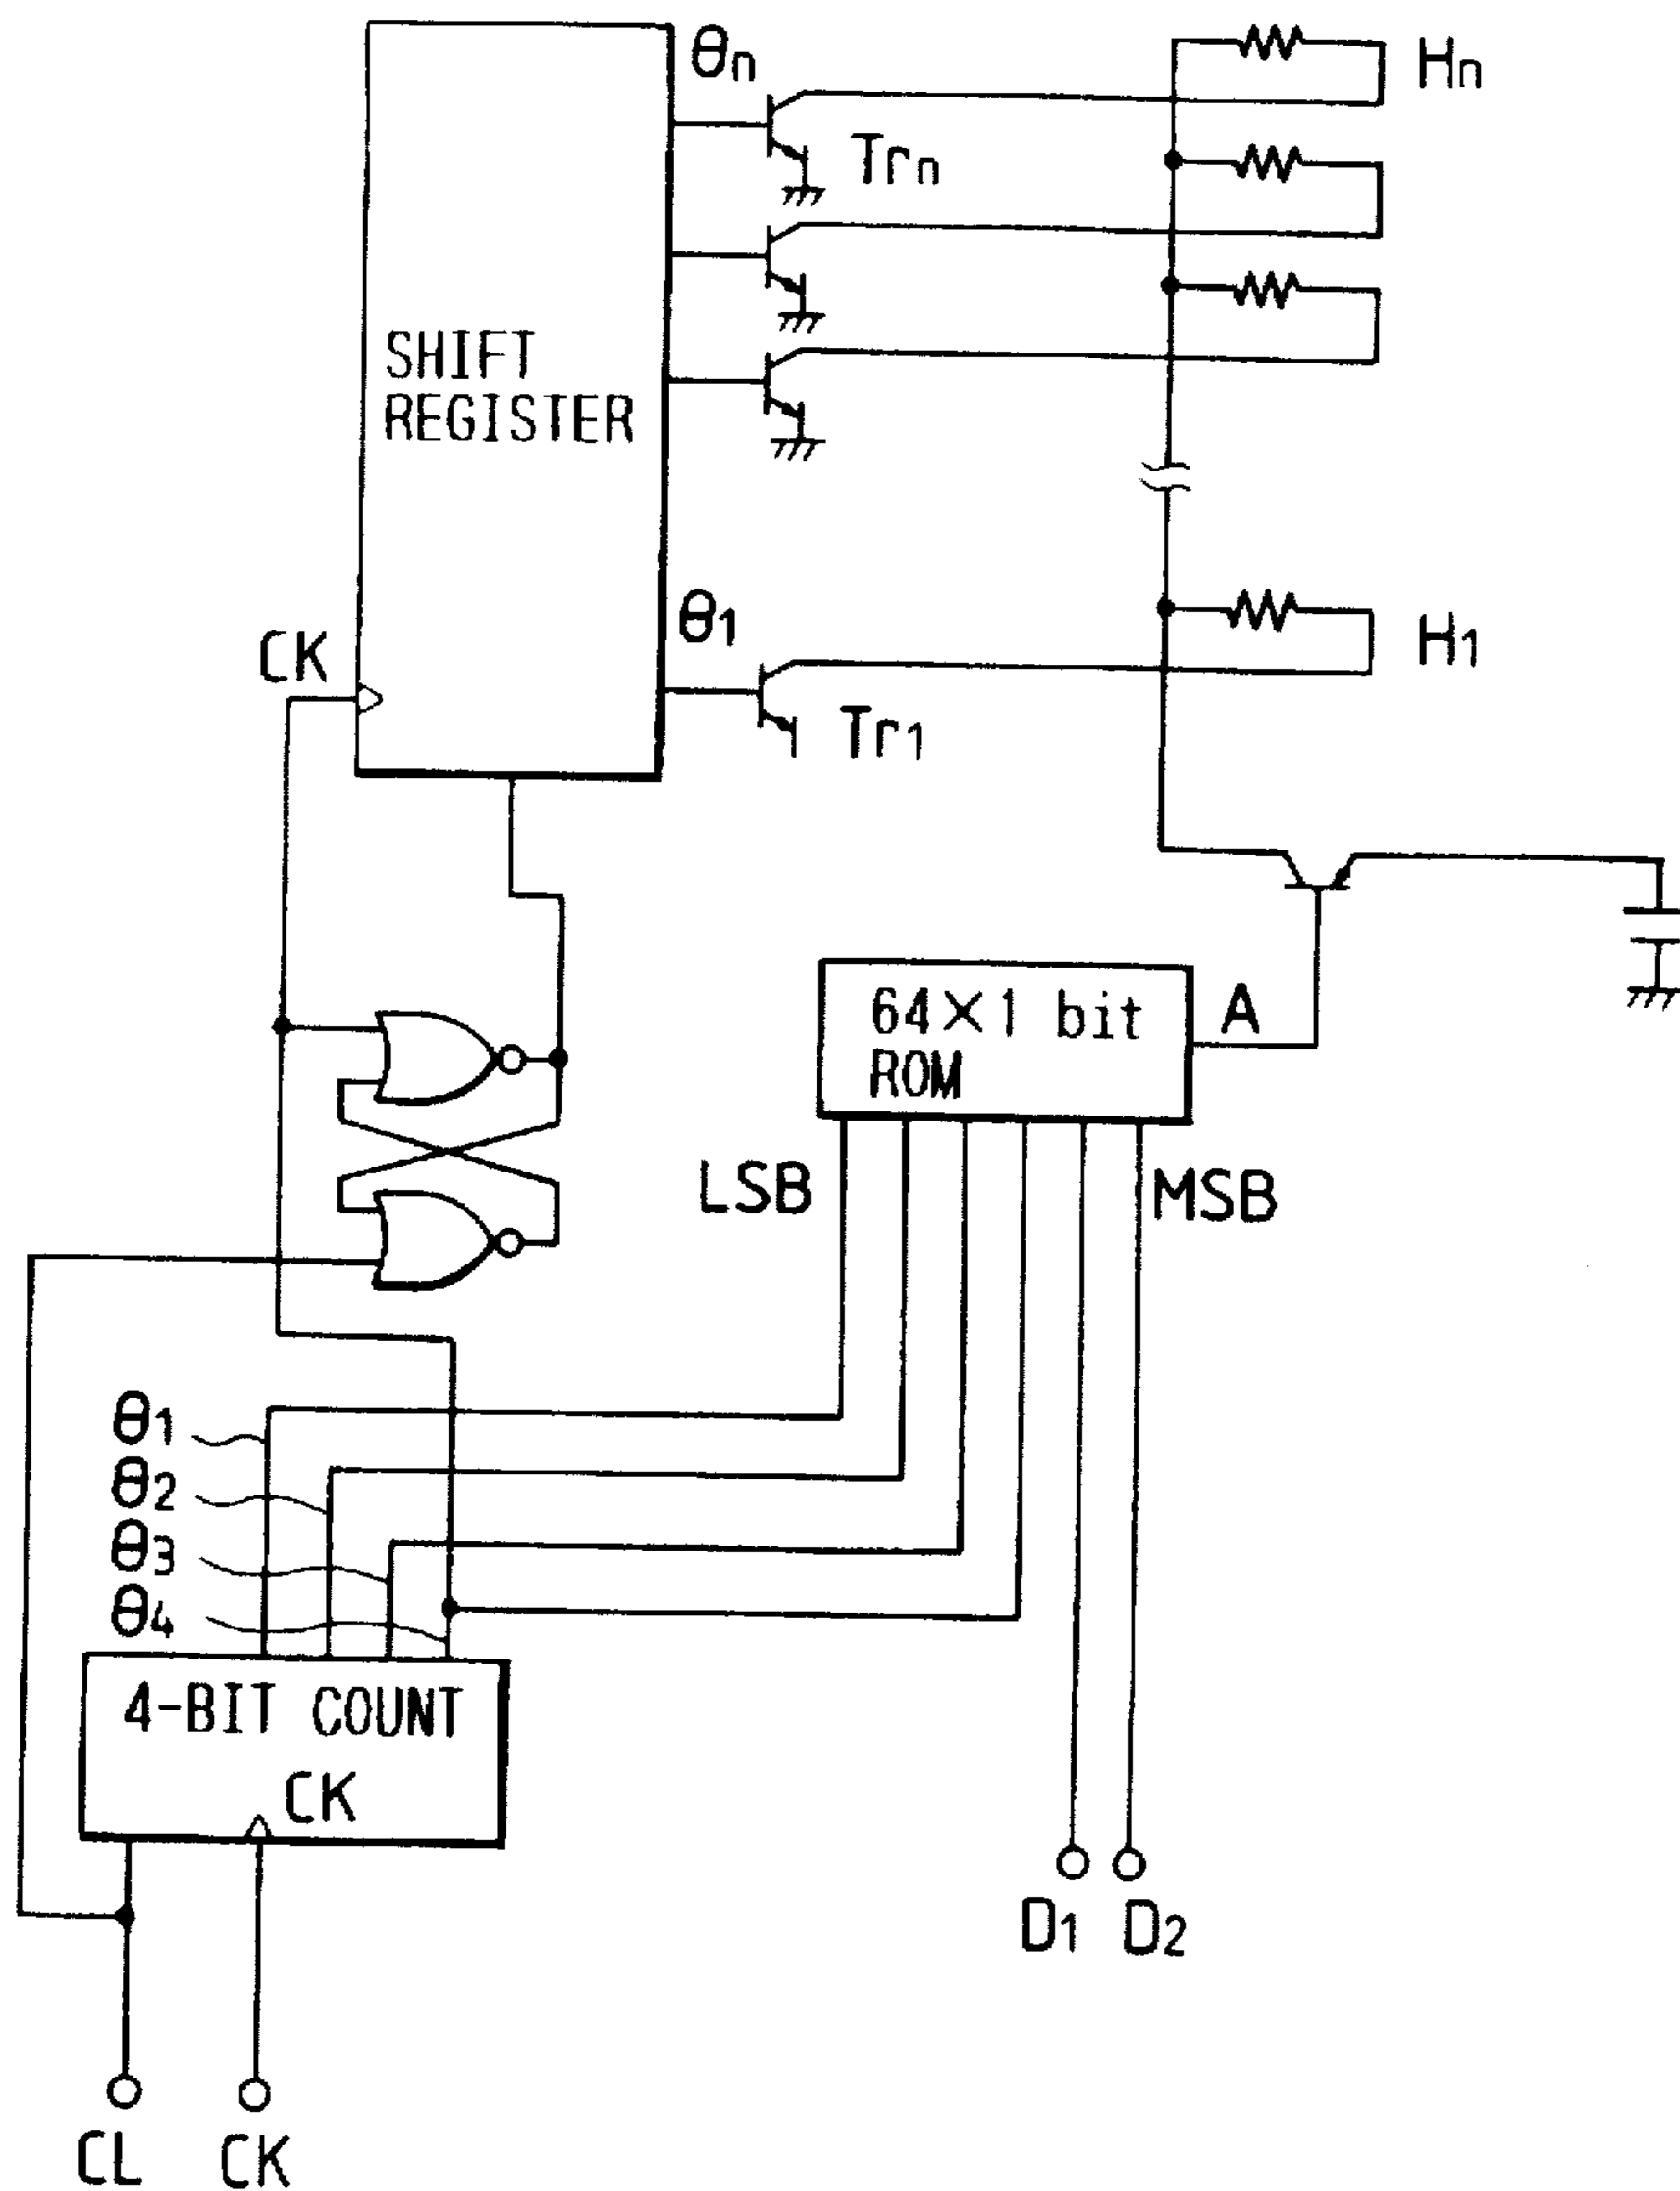 θn
Hn
Trn
SHIFT
REGISTER
θ1
CK
H1
Tr1
64×1 bit
ROM
A
LSB
MSB
θ1
θ2
θ3
θ4
4-BIT COUNT
CK
D1
D2
CL
CK